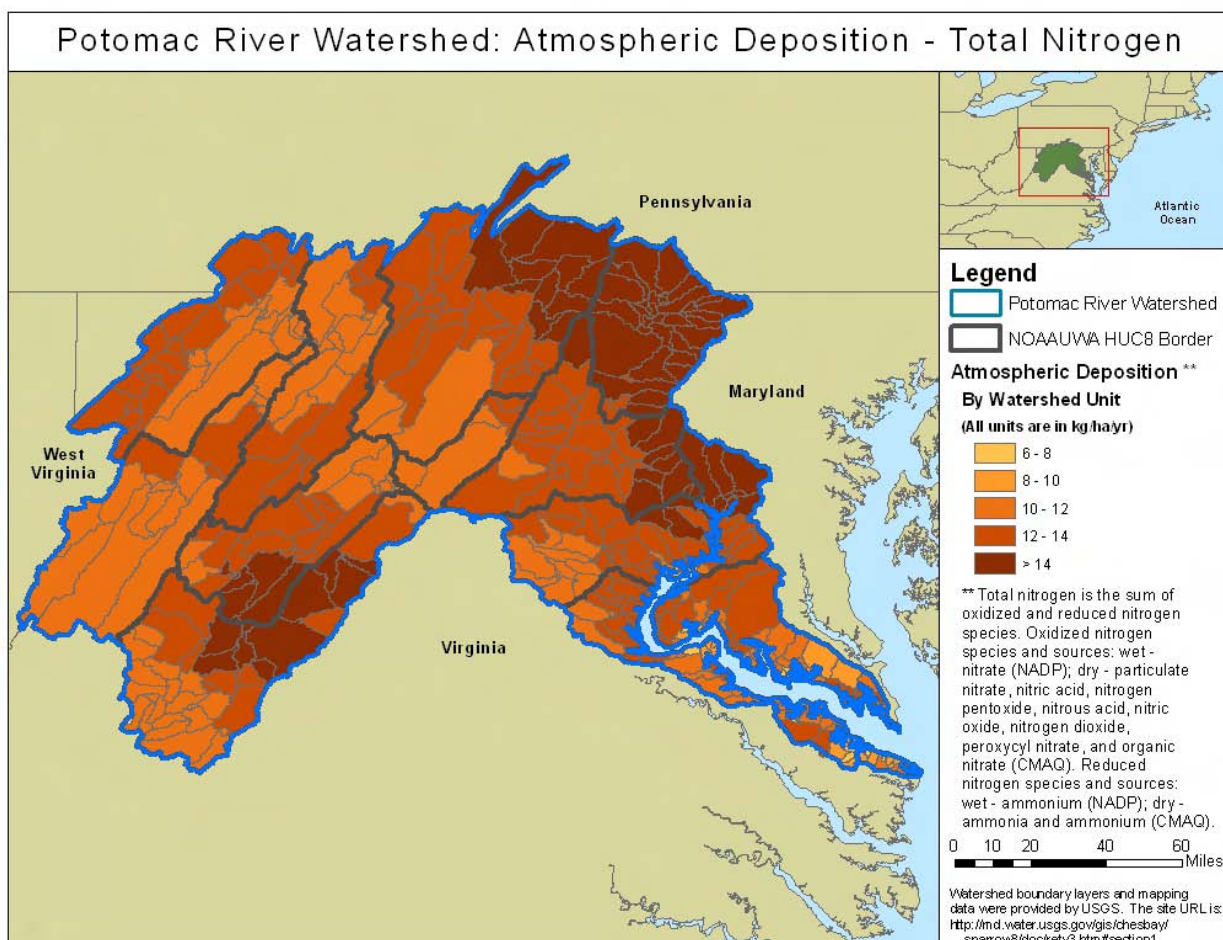 Potomac River Watershed: Atmospheric Deposition - Total Nitrogen
Pennsylvania
Maryland
West
Virginia
Virginia
Atlantic
Ocean
Legend
Potomac River Watershed
NOAAUWA HUC8 Border
Atmospheric Deposition **
By Watershed Unit
(All units are in kg/ha/yr)
6 - 8
8 - 10
10 - 12
12 - 14
> 14
** Total nitrogen is the sum of
oxidized and reduced nitrogen
species. Oxidized nitrogen
species and sources: wet -
nitrate (NADP); dry - particulate
nitrate, nitric acid, nitrogen
pentoxide, nitrous acid, nitric
oxide, nitrogen dioxide,
peroxycyl nitrate, and organic
nitrate (CMAQ). Reduced
nitrogen species and sources:
wet - ammonium (NADP); dry -
ammonia and ammonium (CMAQ).
0 10 20 40 60
Miles
Watershed boundary layers and mapping
data were provided by USGS. The site URL is:
http://md.water.usgs.gov/gis/chesbay/